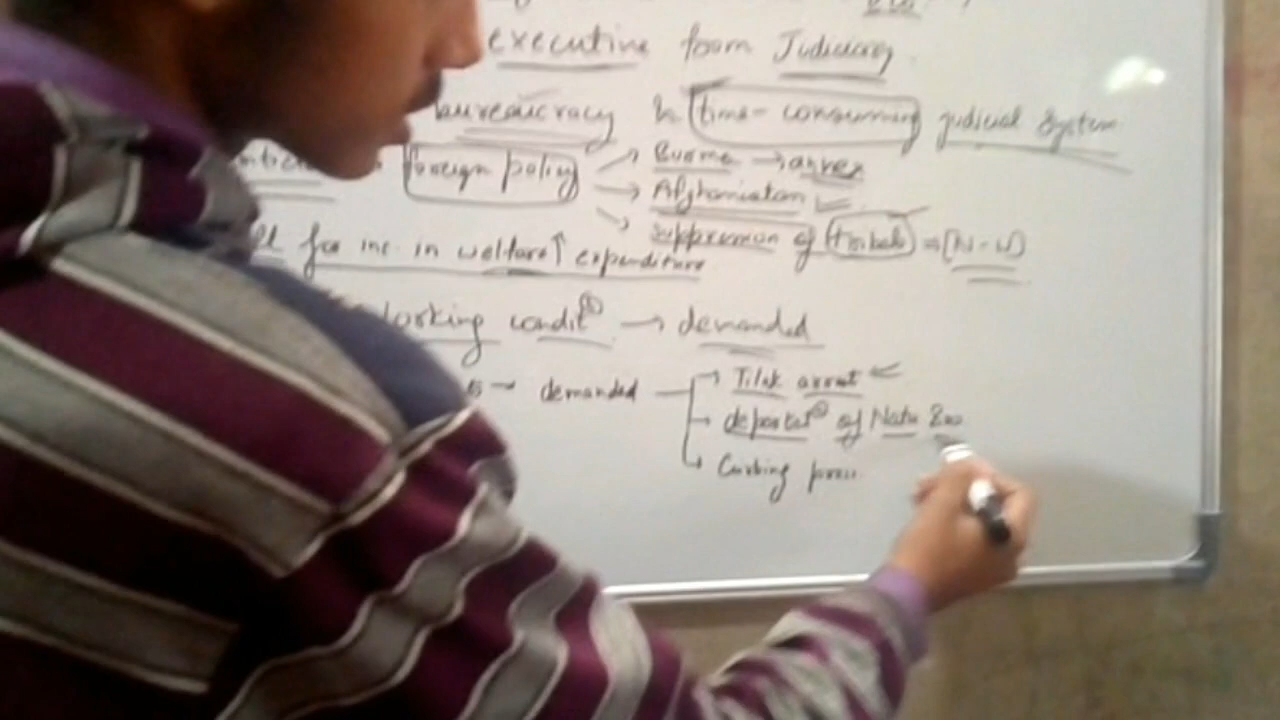 executive from Judiciary
bureaucracy & time-consuming judicial system
foreign policy → Burma → annex
→ Afghanistan
→ suppression of tribals ⇒ (N-W)
for inc. in welfare↑ expenditure
working condit⁽ⁿ⁾ → demanded
→ demanded → Tilak arrest
→ deportat⁽ⁿ⁾ of Natu Bro
→ Curbing press